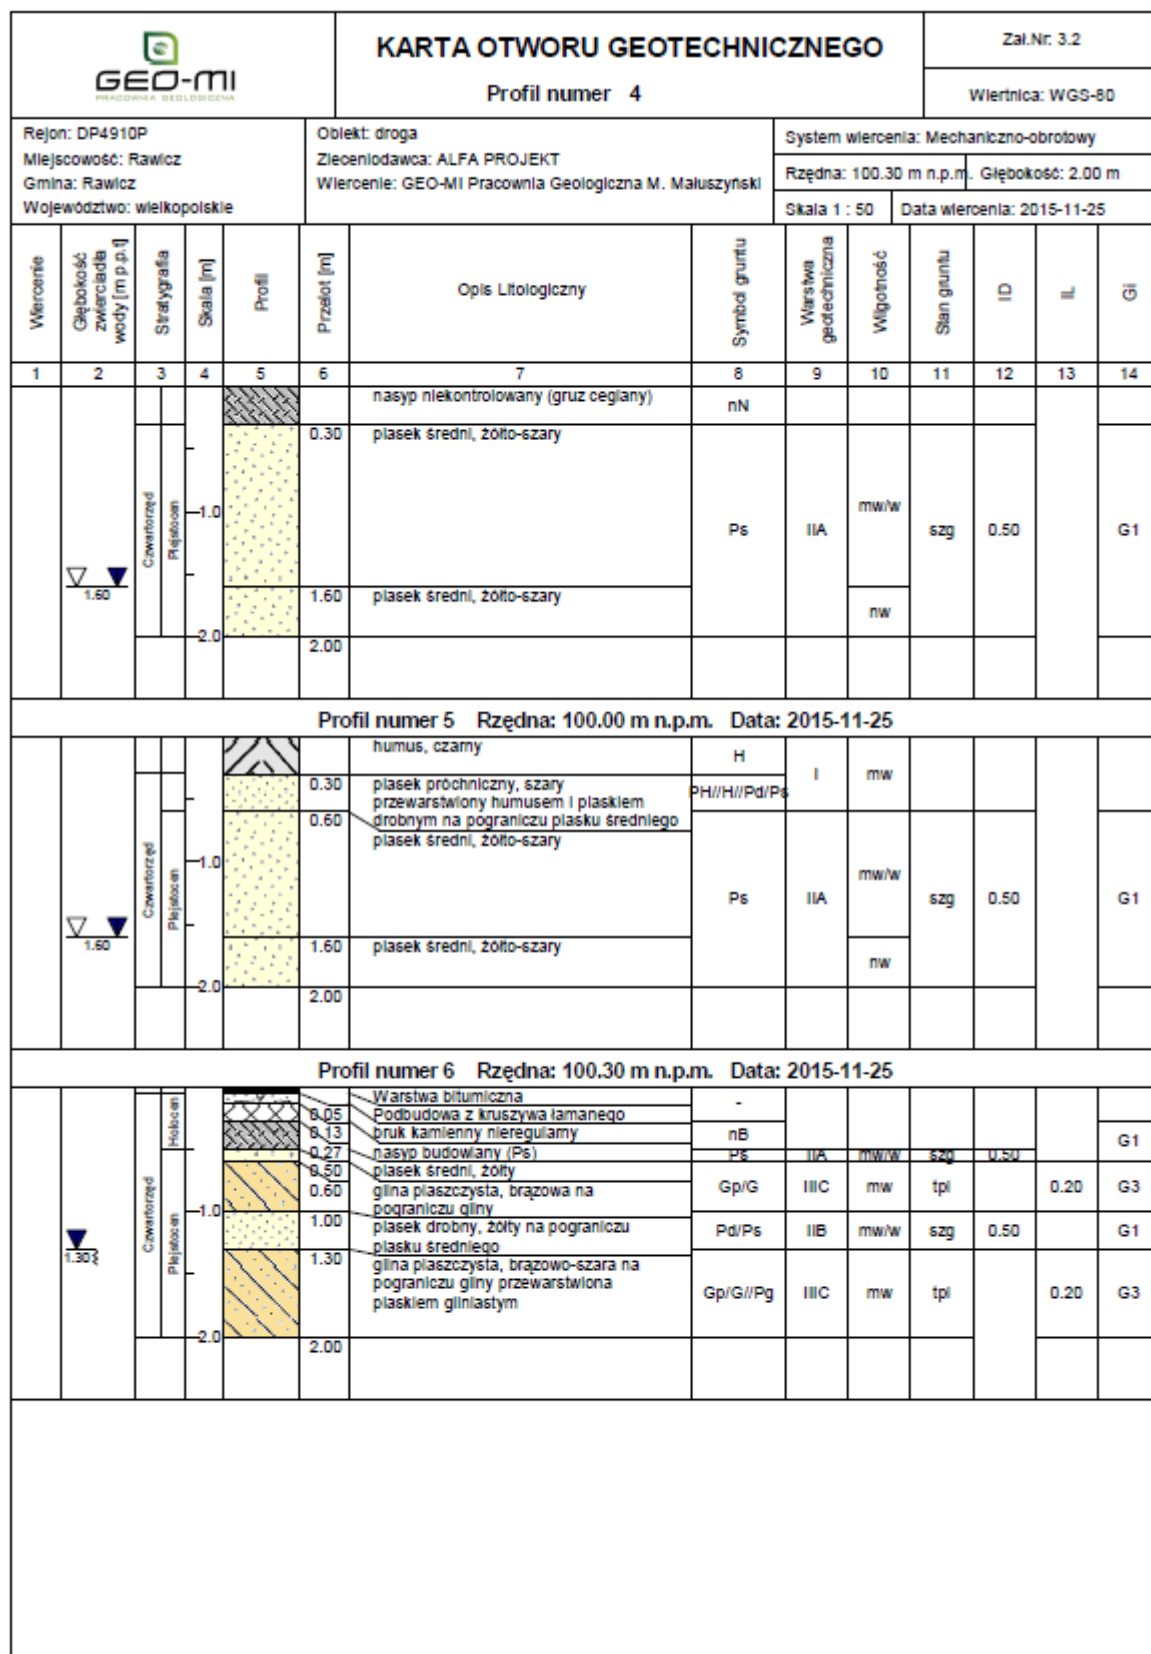 GEO-MI
PRACOWNIA GEOLOGICZNA
KARTA OTWORU GEOTECHNICZNEGO
Profil numer 4
Zał.Nr: 3.2
Wiertnica: WGS-80
Rejon: DP4910P
Miejscowość: Rawicz
Gmina: Rawicz
Województwo: wielkopolskie
Obiekt: droga
Zleceniodawca: ALFA PROJEKT
Wiercenie: GEO-MI Pracownia Geologiczna M. Małuszyński
System wiercenia: Mechaniczno-obrotowy
Rzędna: 100.30 m n.p.m. Głębokość: 2.00 m
Skala 1 : 50 Data wiercenia: 2015-11-25
Wiercenie
Głębokość zwierciadła wody [m p.p.t]
Stratygrafia
Skala [m]
Profil
Przelot [m]
Opis Litologiczny
Symbol gruntu
Warstwa geotechniczna
Wilgotność
Stan gruntu
ID
IL
Gi
1 2 3 4 5 6 7 8 9 10 11 12 13 14
nasyp niekontrolowany (gruz ceglany) nN
0.30 piasek średni, żółto-szary
Czwartorzęd
Plejstocen
1.0
mw/w
Ps IIA szg 0.50 G1
1.60
1.60 piasek średni, żółto-szary
nw
2.0
2.00
Profil numer 5 Rzędna: 100.00 m n.p.m. Data: 2015-11-25
humus, czarny H
I mw
0.30 piasek próchniczny, szary
przewarstwiony humusem i piaskiem
drobnym na pograniczu piasku średniego
PH//H//Pd/Ps
0.60
piasek średni, żółto-szary
Czwartorzęd
Plejstocen
1.0
mw/w
Ps IIA szg 0.50 G1
1.60
1.60 piasek średni, żółto-szary
nw
2.0
2.00
Profil numer 6 Rzędna: 100.30 m n.p.m. Data: 2015-11-25
Holocen
Warstwa bitumiczna -
0.05 Podbudowa z kruszywa łamanego
0.13 bruk kamienny nieregularny nB G1
0.27 nasyp budowlany (Ps) Ps IIA mw/w szg 0.50
0.50 piasek średni, żółty
0.60 glina piaszczysta, brązowa na
pograniczu gliny
Gp/G IIIC mw tpl 0.20 G3
Czwartorzęd
Plejstocen
1.0
1.00 piasek drobny, żółty na pograniczu
piasku średniego
Pd/Ps IIB mw/w szg 0.50 G1
1.30
1.30 glina piaszczysta, brązowo-szara na
pograniczu gliny przewarstwiona
piaskiem gliniastym
Gp/G//Pg IIIC mw tpl 0.20 G3
2.0
2.00